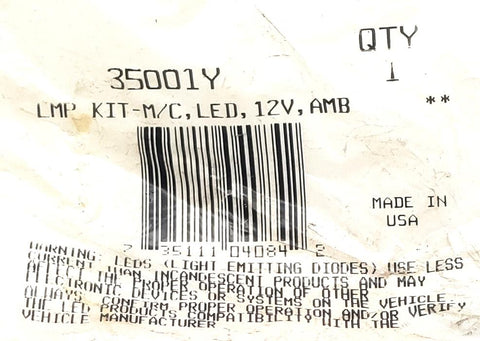 QTY
35001Y 1
LMP KIT-M/C, LED, 12V, AMB **
MADE IN
USA
7 35111 04084 2
WARNING: LEDS (LIGHT EMITTING DIODES) USE LESS
CURRENT THAN INCANDESCENT PRODUCTS AND MAY
AFFECT THE PROPER OPERATION OF OTHER
ELECTRONIC DEVICES OR SYSTEMS ON THE VEHICLE.
ALWAYS CONFIRM PROPER OPERATION AND/OR VERIFY
THE LED PRODUCTS COMPATIBILITY WITH THE
VEHICLE MANUFACTURER